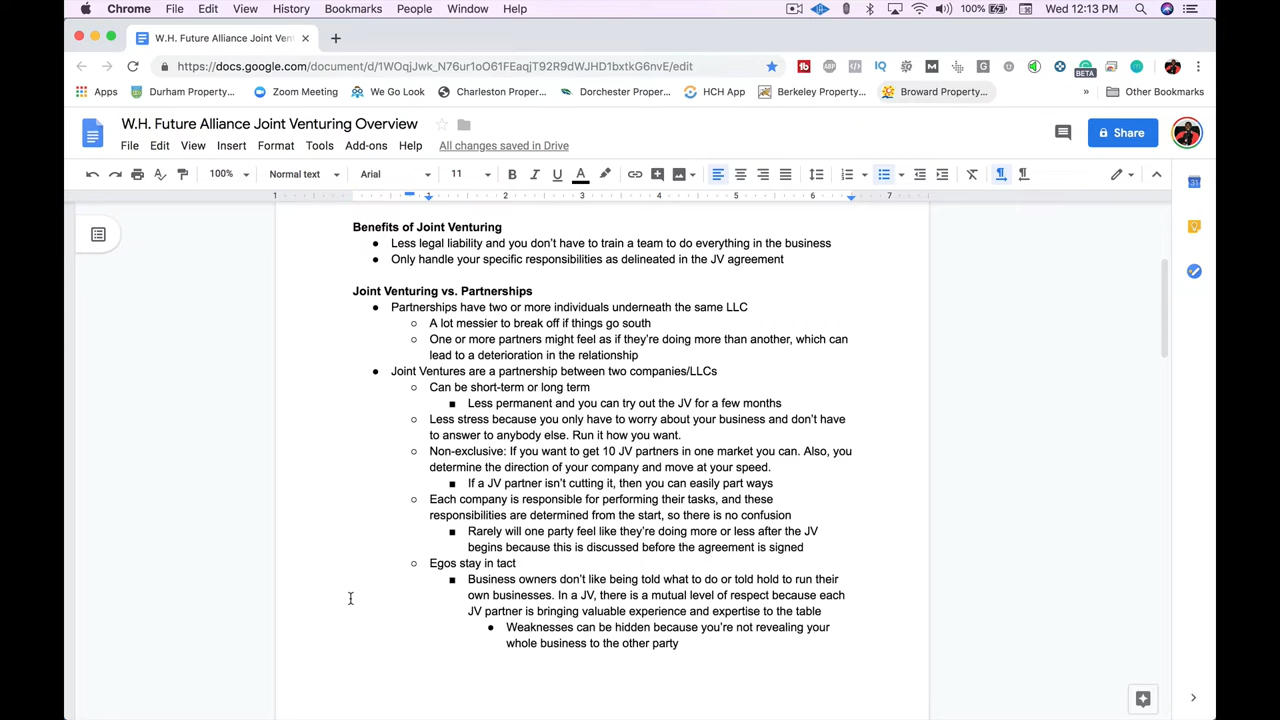 Chrome File Edit View History Bookmarks People Window Help 100% Wed 12:13 PM
W.H. Future Alliance Joint Vent
https://docs.google.com/document/d/1WOqjJwk_N76ur1oO61FEaqjT92R9dWJHD1bxtkG6nvE/edit
BETA
Apps Durham Property... Zoom Meeting We Go Look Charleston Proper... Dorchester Proper... HCH App Berkeley Property... Broward Property... » Other Bookmarks
W.H. Future Alliance Joint Venturing Overview
Share
File Edit View Insert Format Tools Add-ons Help All changes saved in Drive
100% Normal text Arial 11 B I U A
1 1 2 3 4 5 6 7
31
Benefits of Joint Venturing
● Less legal liability and you don’t have to train a team to do everything in the business
● Only handle your specific responsibilities as delineated in the JV agreement
Joint Venturing vs. Partnerships
● Partnerships have two or more individuals underneath the same LLC
○ A lot messier to break off if things go south
○ One or more partners might feel as if they’re doing more than another, which can
lead to a deterioration in the relationship
● Joint Ventures are a partnership between two companies/LLCs
○ Can be short-term or long term
■ Less permanent and you can try out the JV for a few months
○ Less stress because you only have to worry about your business and don’t have
to answer to anybody else. Run it how you want.
○ Non-exclusive: If you want to get 10 JV partners in one market you can. Also, you
determine the direction of your company and move at your speed.
■ If a JV partner isn’t cutting it, then you can easily part ways
○ Each company is responsible for performing their tasks, and these
responsibilities are determined from the start, so there is no confusion
■ Rarely will one party feel like they’re doing more or less after the JV
begins because this is discussed before the agreement is signed
○ Egos stay in tact
■ Business owners don’t like being told what to do or told hold to run their
own businesses. In a JV, there is a mutual level of respect because each
JV partner is bringing valuable experience and expertise to the table
● Weaknesses can be hidden because you’re not revealing your
whole business to the other party